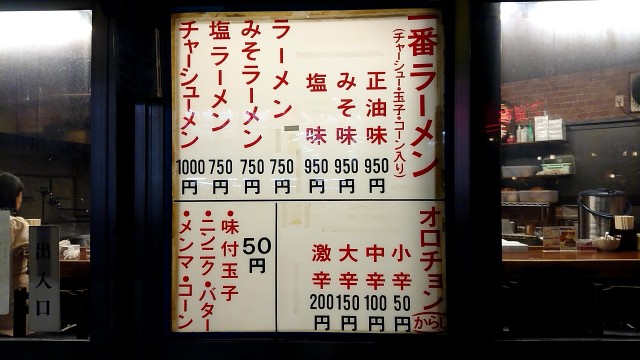 一番ラーメン
(チャーシュー・玉子・コーン入り)
正油味 950円
みそ味 950円
塩味 950円
ラーメン 750円
みそラーメン 750円
塩ラーメン 750円
チャーシューメン 1000円
オロチョン(からし)
小辛 50円
中辛 100円
大辛 150円
激辛 200円
50円
・味付玉子
・ニンニク・バター
・メンマ・コーン
出入口